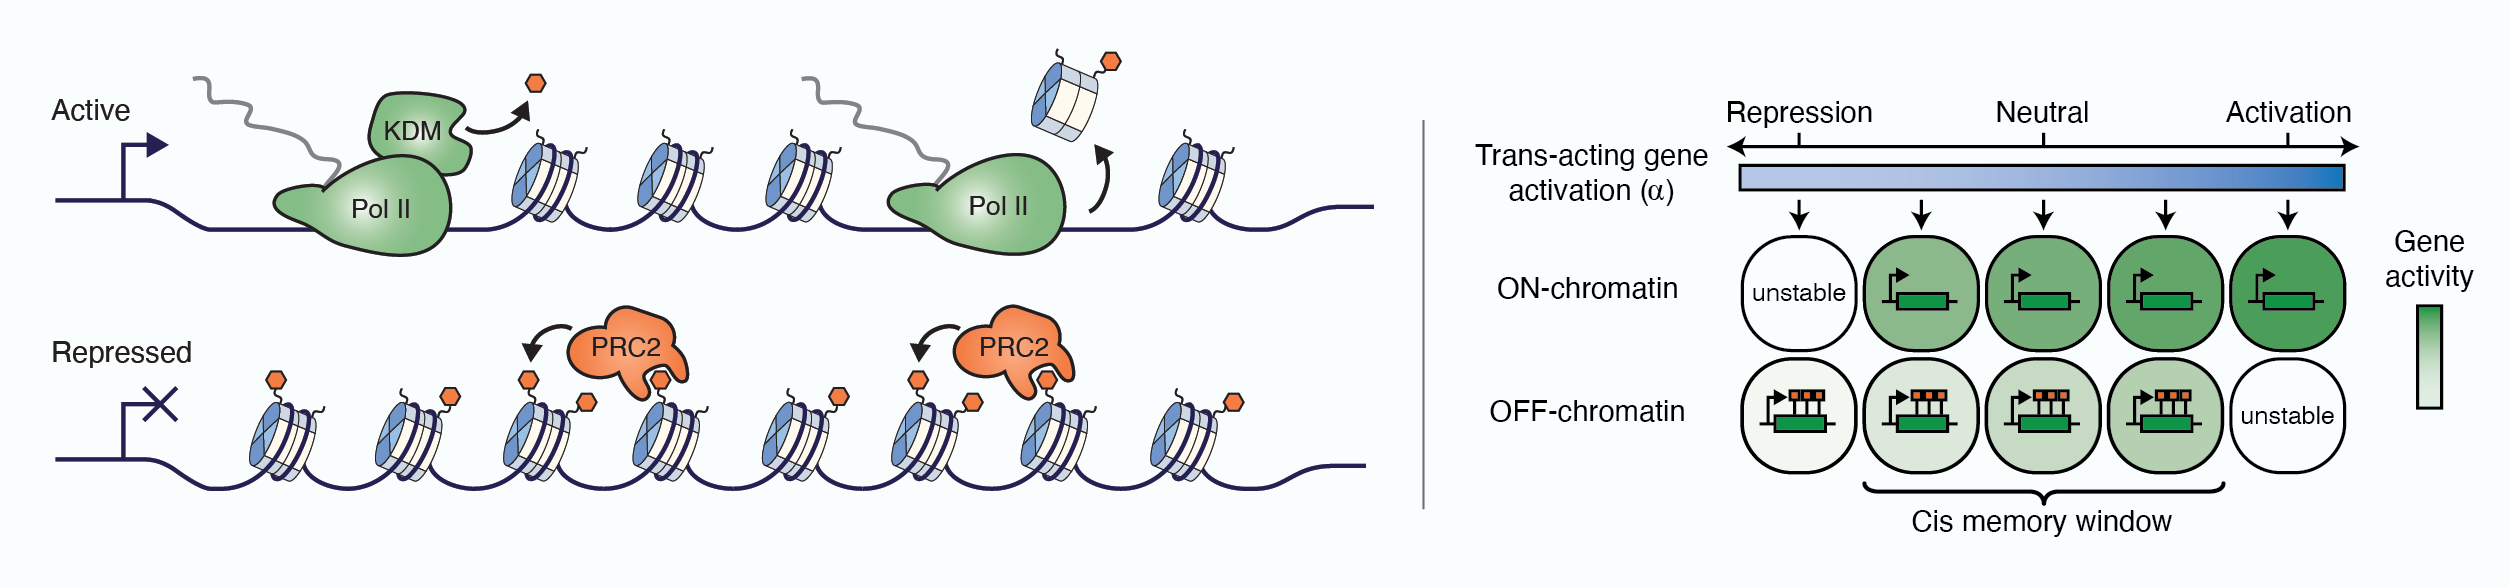 Active
KDM
Pol II
Pol II
Repressed
PRC2
PRC2
Repression
Neutral
Activation
Trans-acting gene
activation (α)
ON-chromatin
unstable
OFF-chromatin
unstable
Cis memory window
Gene
activity